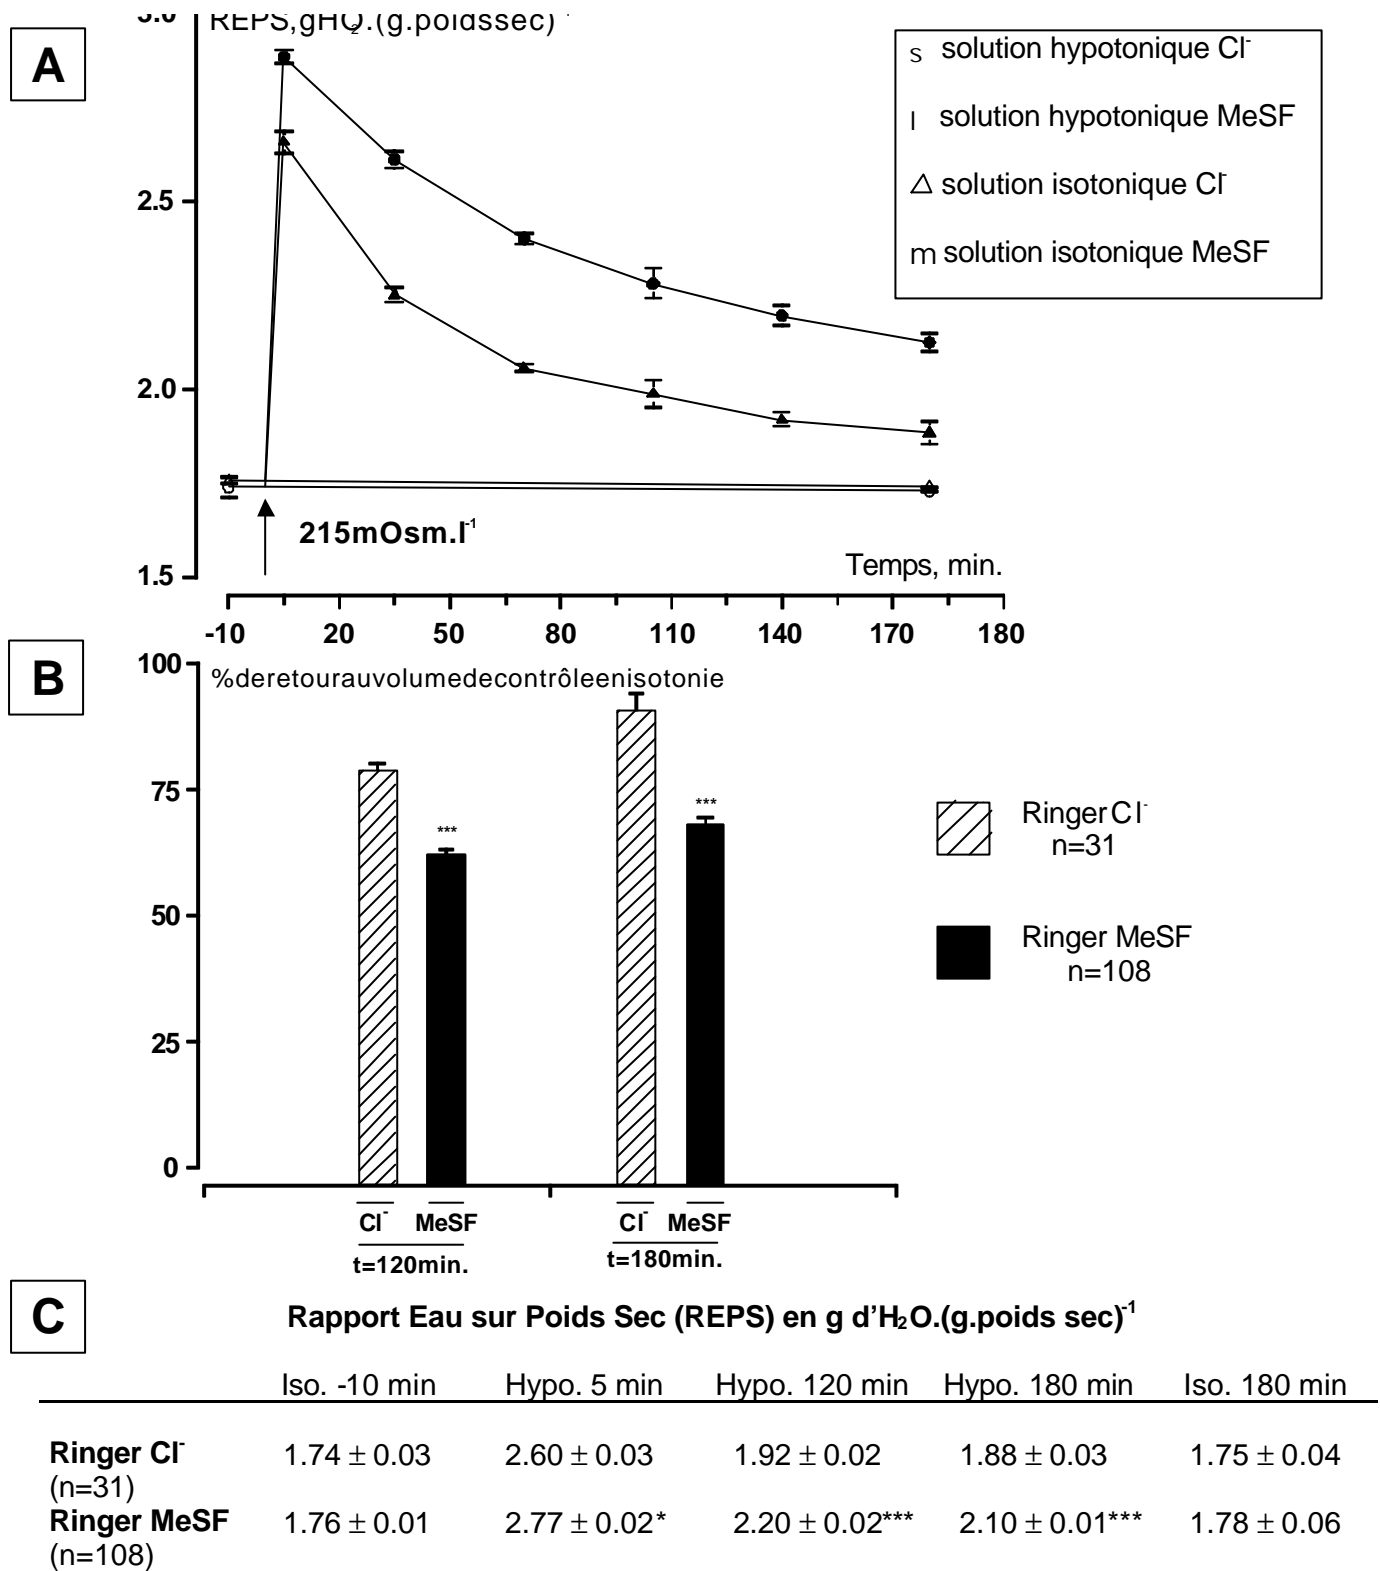 A
3.0
REPS,gH2O.(g.poidssec)-1
2.5
2.0
1.5
s solution hypotonique Cl-
l solution hypotonique MeSF
△ solution isotonique Cl-
m solution isotonique MeSF
215mOsm.l-1
Temps, min.
-10 20 50 80 110 140 170 180
B
%deretourauvolumedecontrôleenisotonie
100
75
50
25
0
*** ***
Ringer Cl-
n=31
Ringer MeSF
n=108
Cl- MeSF Cl- MeSF
t=120min. t=180min.
C
Rapport Eau sur Poids Sec (REPS) en g d’H2O.(g.poids sec)-1
Iso. -10 min Hypo. 5 min Hypo. 120 min Hypo. 180 min Iso. 180 min
Ringer Cl- 1.74 ± 0.03 2.60 ± 0.03 1.92 ± 0.02 1.88 ± 0.03 1.75 ± 0.04
(n=31)
Ringer MeSF 1.76 ± 0.01 2.77 ± 0.02* 2.20 ± 0.02*** 2.10 ± 0.01*** 1.78 ± 0.06
(n=108)